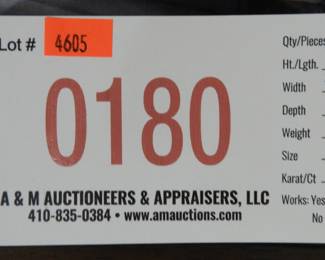 Lot # 4605
0180
A & M AUCTIONEERS & APPRAISERS, LLC
410-835-0384 • www.amauctions.com
Qty/Pieces
Ht./Lgth.
Width
Depth
Weight
Size
Karat/Ct
Works: Yes
No